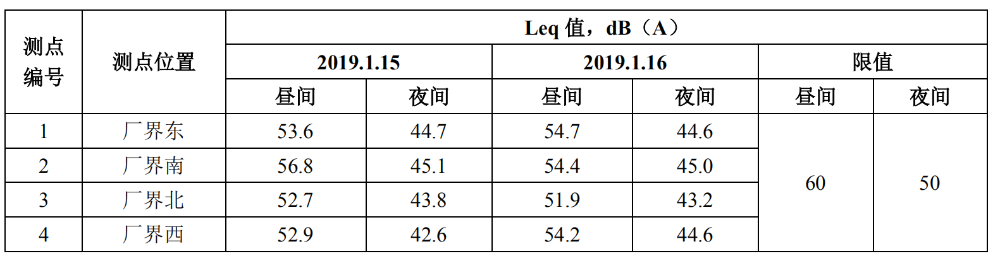 测点编号 测点位置 Leq 值，dB（A）
2019.1.15 2019.1.16 限值
昼间 夜间 昼间 夜间 昼间 夜间
1 厂界东 53.6 44.7 54.7 44.6 60 50
2 厂界南 56.8 45.1 54.4 45.0
3 厂界北 52.7 43.8 51.9 43.2
4 厂界西 52.9 42.6 54.2 44.6